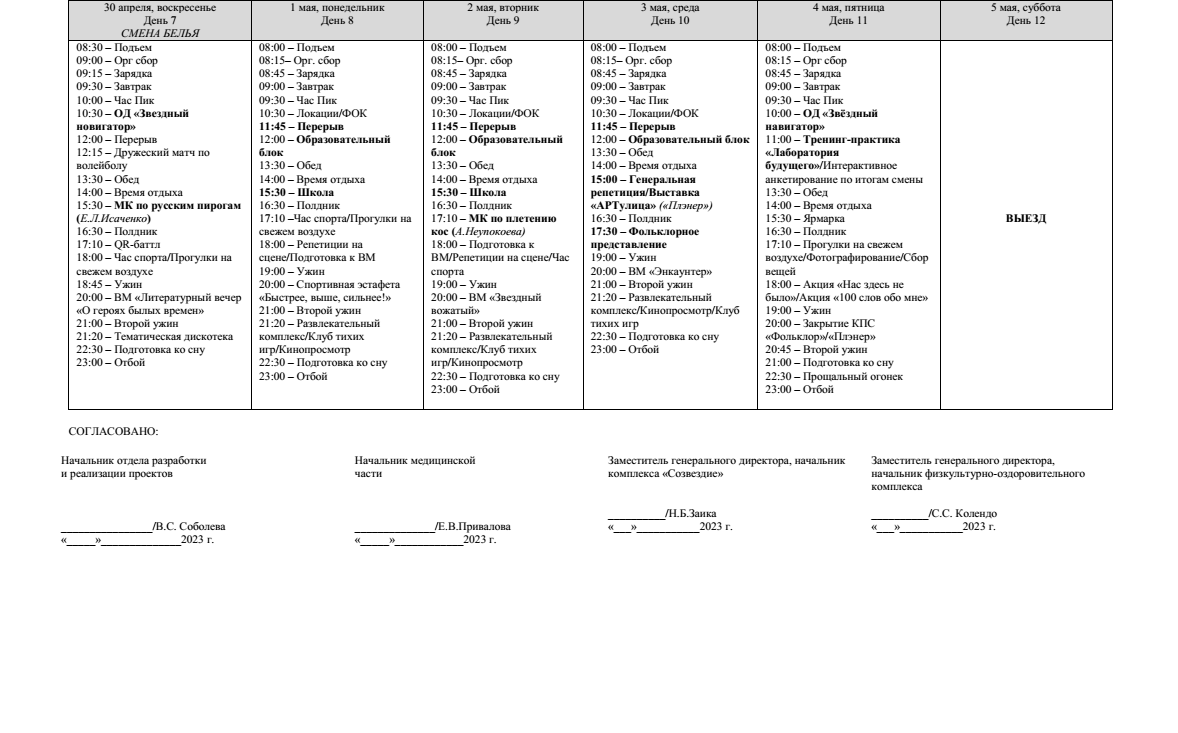 30 апреля, воскресенье
День 7
СМЕНА БЕЛЬЯ
08:30 – Подъем
09:00 – Орг сбор
09:15 – Зарядка
09:30 – Завтрак
10:00 – Час Пик
10:30 – ОД «Звездный
новигатор»
12:00 – Перерыв
12:15 – Дружеский матч по
волейболу
13:30 – Обед
14:00 – Время отдыха
15:30 – МК по русским пирогам
(Е.Л.Исаченко)
16:30 – Полдник
17:10 – QR-баттл
18:00 – Час спорта/Прогулки на
свежем воздухе
18:45 – Ужин
20:00 – ВМ «Литературный вечер
«О героях былых времен»
21:00 – Второй ужин
21:20 – Тематическая дискотека
22:30 – Подготовка ко сну
23:00 – Отбой
1 мая, понедельник
День 8
08:00 – Подъем
08:15– Орг. сбор
08:45 – Зарядка
09:00 – Завтрак
09:30 – Час Пик
10:30 – Локации/ФОК
11:45 – Перерыв
12:00 – Образовательный
блок
13:30 – Обед
14:00 – Время отдыха
15:30 – Школа
16:30 – Полдник
17:10 –Час спорта/Прогулки на
свежем воздухе
18:00 – Репетиции на
сцене/Подготовка к ВМ
19:00 – Ужин
20:00 – Спортивная эстафета
«Быстрее, выше, сильнее!»
21:00 – Второй ужин
21:20 – Развлекательный
комплекс/Клуб тихих
игр/Кинопросмотр
22:30 – Подготовка ко сну
23:00 – Отбой
2 мая, вторник
День 9
08:00 – Подъем
08:15– Орг. сбор
08:45 – Зарядка
09:00 – Завтрак
09:30 – Час Пик
10:30 – Локации/ФОК
11:45 – Перерыв
12:00 – Образовательный
блок
13:30 – Обед
14:00 – Время отдыха
15:30 – Школа
16:30 – Полдник
17:10 – МК по плетению
кос (А.Неупокоева)
18:00 – Подготовка к
ВМ/Репетиции на сцене/Час
спорта
19:00 – Ужин
20:00 – ВМ «Звездный
вожатый»
21:00 – Второй ужин
21:20 – Развлекательный
комплекс/Клуб тихих
игр/Кинопросмотр
22:30 – Подготовка ко сну
23:00 – Отбой
3 мая, среда
День 10
08:00 – Подъем
08:15– Орг. сбор
08:45 – Зарядка
09:00 – Завтрак
09:30 – Час Пик
10:30 – Локации/ФОК
11:45 – Перерыв
12:00 – Образовательный блок
13:30 – Обед
14:00 – Время отдыха
15:00 – Генеральная
репетиция/Выставка
«АРТулица» («Плэнер»)
16:30 – Полдник
17:30 – Фольклорное
представление
19:00 – Ужин
20:00 – ВМ «Энкаунтер»
21:00 – Второй ужин
21:20 – Развлекательный
комплекс/Кинопросмотр/Клуб
тихих игр
22:30 – Подготовка ко сну
23:00 – Отбой
4 мая, пятница
День 11
08:00 – Подъем
08:15 – Орг сбор
08:45 – Зарядка
09:00 – Завтрак
09:30 – Час Пик
10:00 – ОД «Звёздный
навигатор»
11:00 – Тренинг-практика
«Лаборатория
будущего»/Интерактивное
анкетирование по итогам смены
13:30 – Обед
14:00 – Время отдыха
15:30 – Ярмарка
16:30 – Полдник
17:10 – Прогулки на свежем
воздухе/Фотографирование/Сбор
вещей
18:00 – Акция «Нас здесь не
было»/Акция «100 слов обо мне»
19:00 – Ужин
20:00 – Закрытие КПС
«Фольклор»/«Плэнер»
20:45 – Второй ужин
21:00 – Подготовка ко сну
22:30 – Прощальный огонек
23:00 – Отбой
5 мая, суббота
День 12
ВЫЕЗД
СОГЛАСОВАНО:
Начальник отдела разработки
и реализации проектов
________________/В.С. Соболева
«_____»______________2023 г.
Начальник медицинской
части
______________/Е.В.Привалова
«_____»____________2023 г.
Заместитель генерального директора, начальник
комплекса «Созвездие»
__________/Н.Б.Заика
«___»___________2023 г.
Заместитель генерального директора,
начальник физкультурно-оздоровительного
комплекса
__________/С.С. Колендо
«___»___________2023 г.